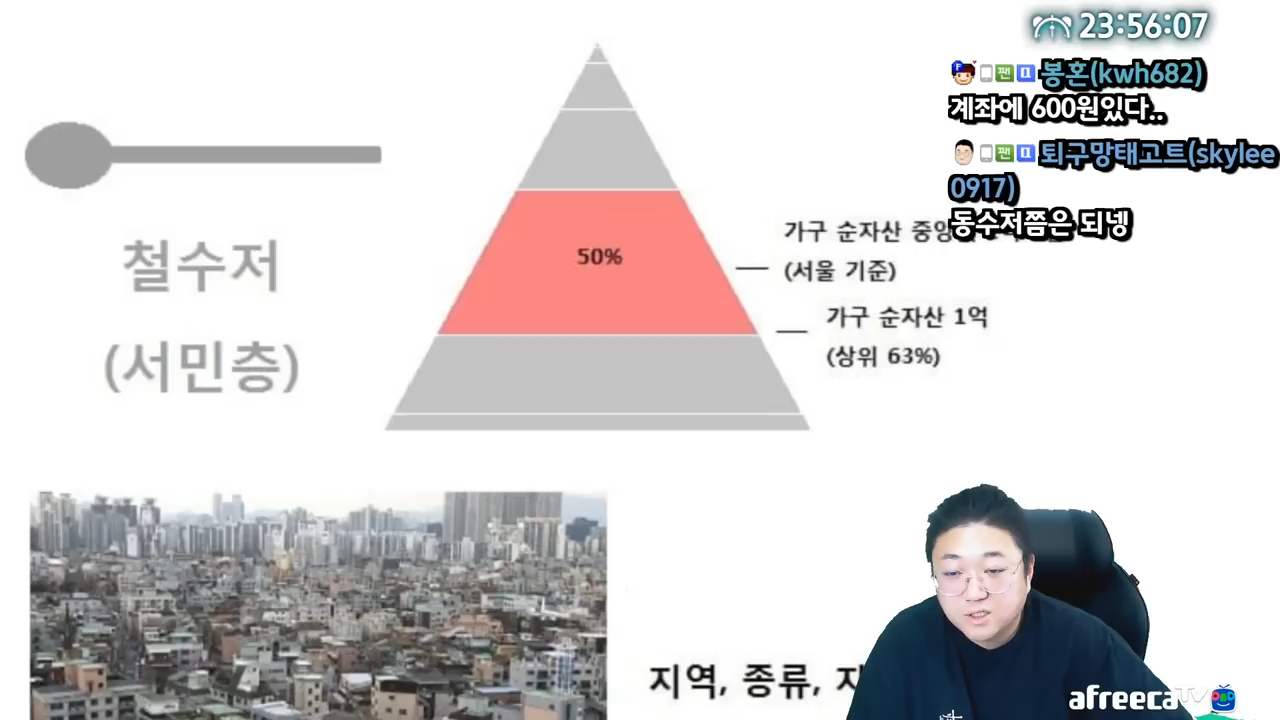 23:56:07
봉혼(kwh682)
계좌에 600원있다..
퇴구망태고트(skylee
0917)
동수저쯤은 되넹
철수저
(서민층)
50%
가구 순자산
(서울 기준)
가구 순자산 1억
(상위 63%)
지역, 종류,
afreecaTV